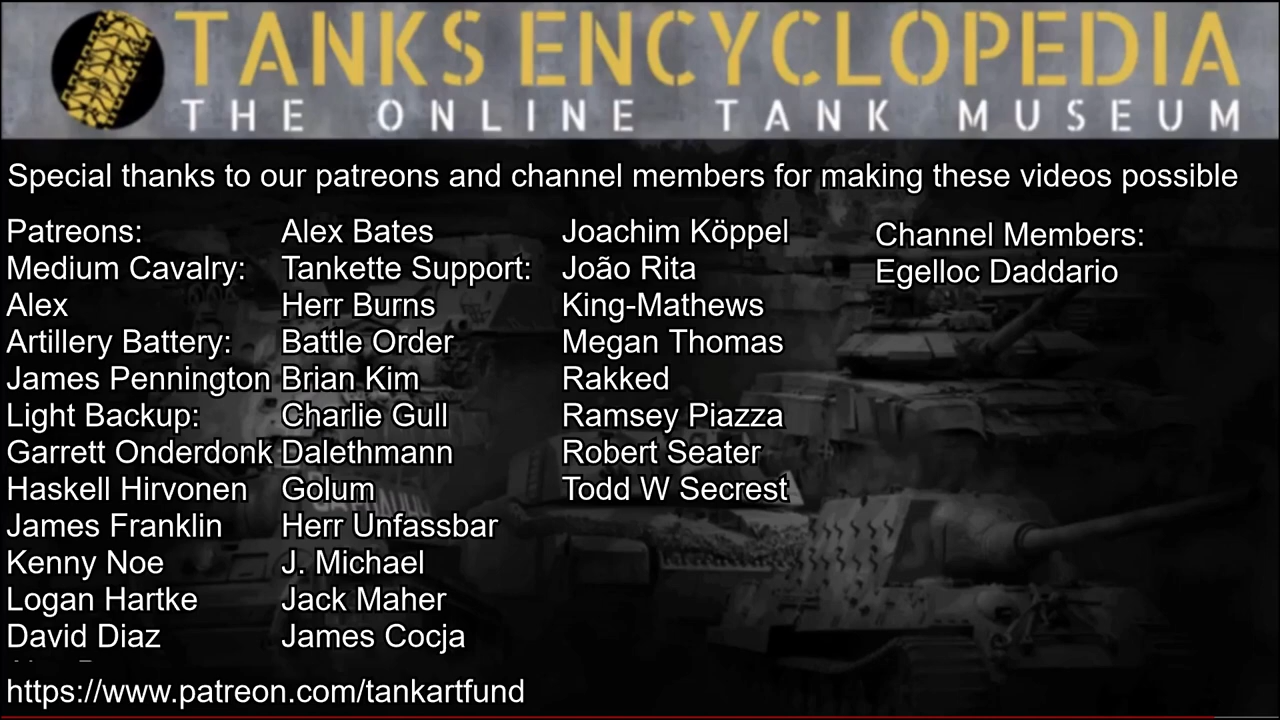 TANKS ENCYCLOPEDIA
THE ONLINE TANK MUSEUM
Special thanks to our patreons and channel members for making these videos possible
Patreons:
Medium Cavalry:
Alex
Artillery Battery:
James Pennington
Light Backup:
Garrett Onderdonk
Haskell Hirvonen
James Franklin
Kenny Noe
Logan Hartke
David Diaz
Alex Bates
Tankette Support:
Herr Burns
Battle Order
Brian Kim
Charlie Gull
Dalethmann
Golum
Herr Unfassbar
J. Michael
Jack Maher
James Cocja
Joachim Köppel
João Rita
King-Mathews
Megan Thomas
Rakked
Ramsey Piazza
Robert Seater
Todd W Secrest
Channel Members:
Egelloc Daddario
https://www.patreon.com/tankartfund